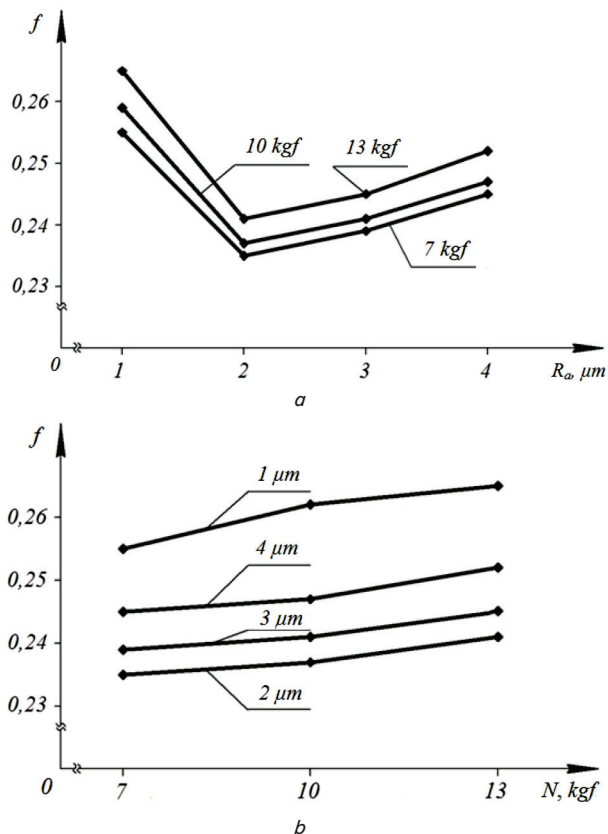 f
0,26
0,25
0,24
0,23
10 kgf
13 kgf
7 kgf
0
1
2
3
4
Rₐ, μm
a
f
0,26
0,25
0,24
0,23
1 μm
4 μm
3 μm
2 μm
0
7
10
13
N, kgf
b